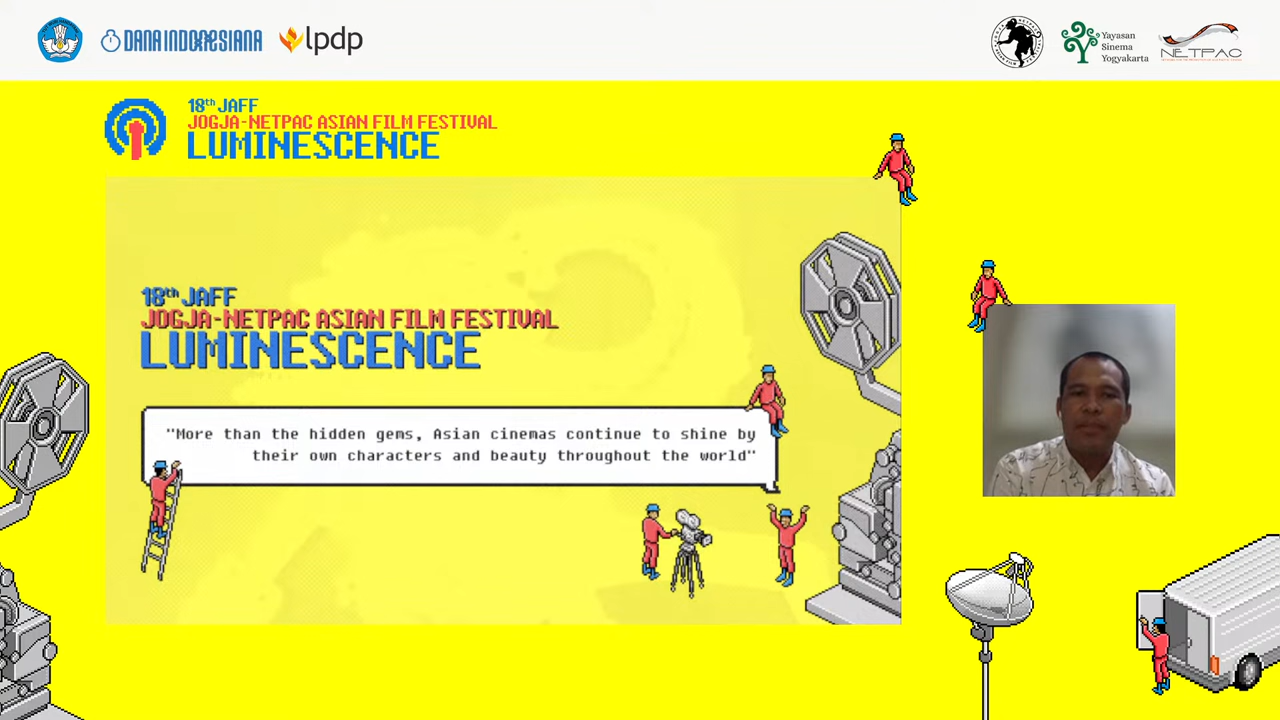 DANA INDONESIANA
lpdp
Yayasan
Sinema
Yogyakarta
NETPAC
18th JAFF
JOGJA-NETPAC ASIAN FILM FESTIVAL
LUMINESCENCE
18th JAFF
JOGJA-NETPAC ASIAN FILM FESTIVAL
LUMINESCENCE
"More than the hidden gems, Asian cinemas continue to shine by
their own characters and beauty throughout the world"